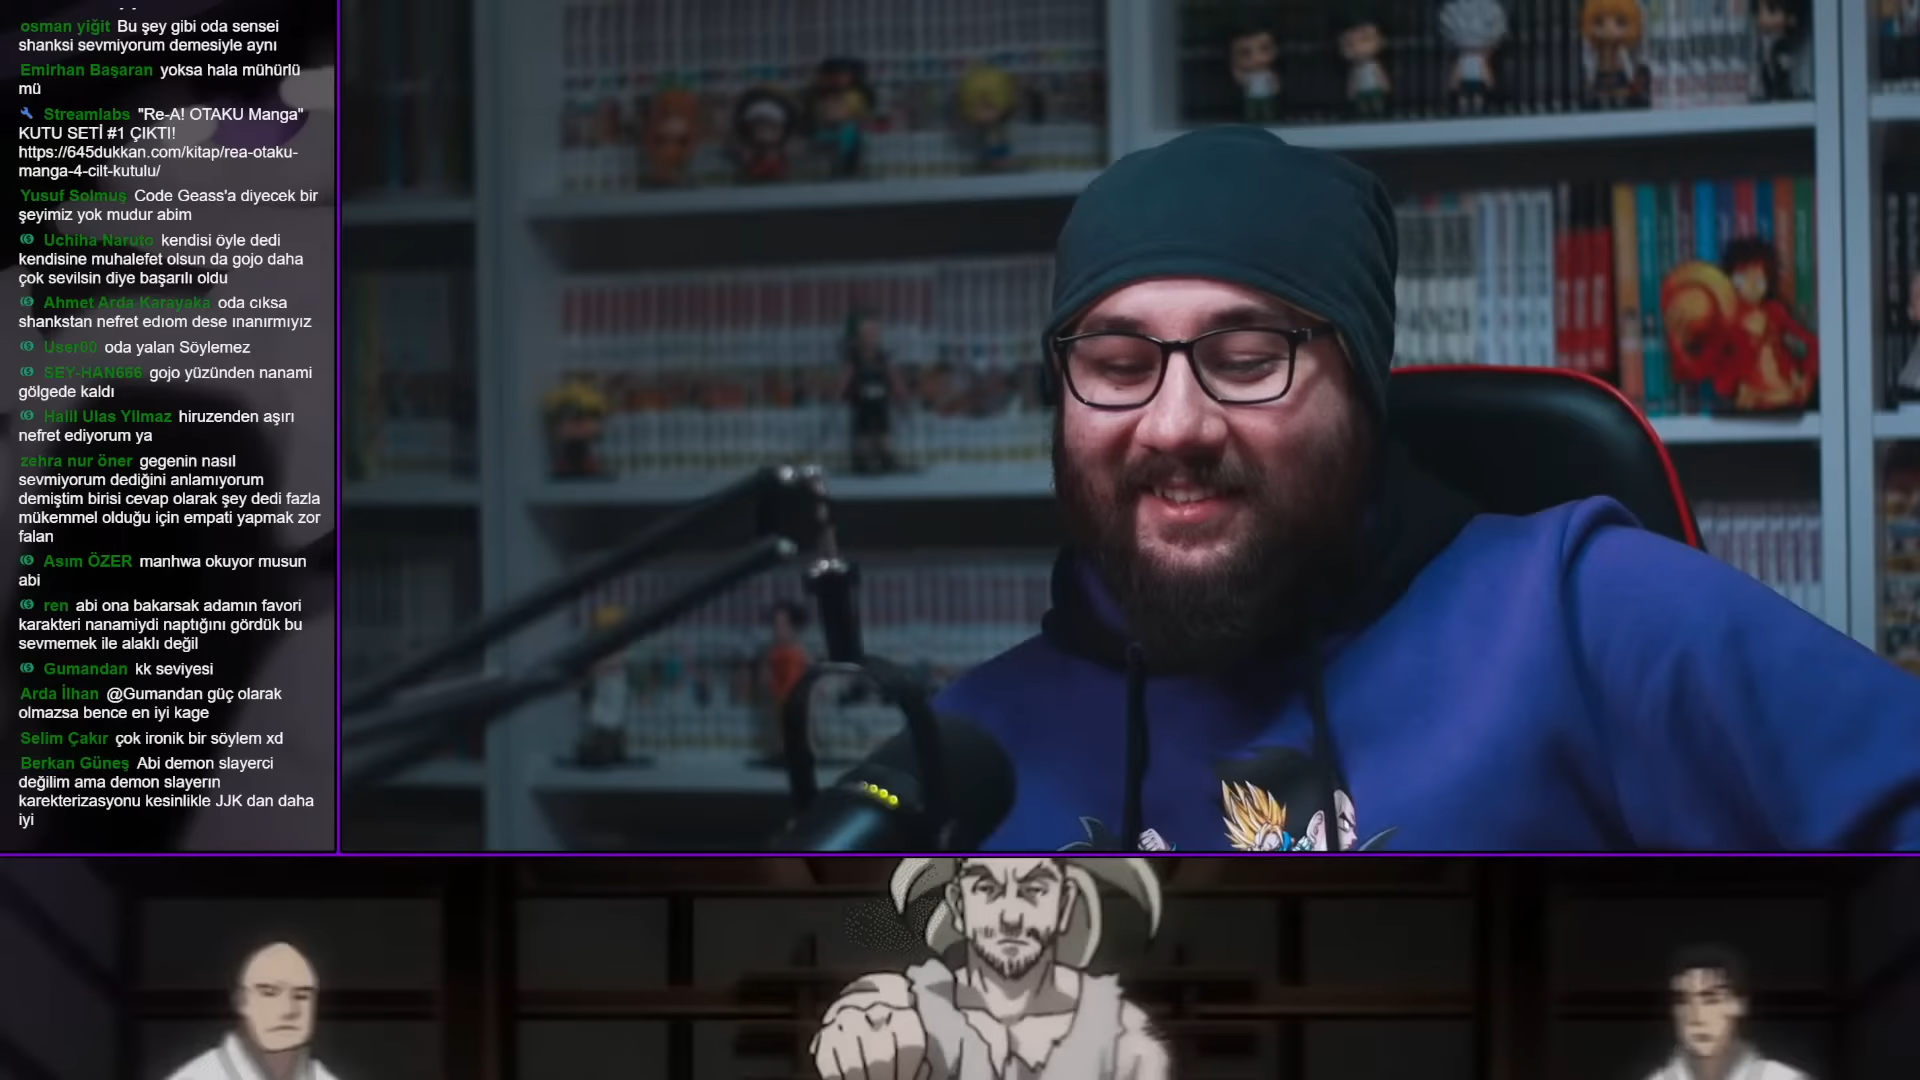 osman yiğit Bu şey gibi oda sensei
shanksi sevmiyorum demesiyle aynı
Emirhan Başaran yoksa hala mühürlü
mü
Streamlabs "Re-A! OTAKU Manga"
KUTU SETİ #1 ÇIKTI!
https://645dukkan.com/kitap/rea-otaku-
manga-4-cilt-kutulu/
Yusuf Solmuş Code Geass'a diyecek bir
şeyimiz yok mudur abim
Uchiha Naruto kendisi öyle dedi
kendisine muhalefet olsun da gojo daha
çok sevilsin diye başarılı oldu
Ahmet Arda Karayaka oda cıksa
shankstan nefret edıom dese ınanırmıyız
User00 oda yalan Söylemez
SEY-HAN666 gojo yüzünden nanami
gölgede kaldı
Halil Ulas Yilmaz hiruzenden aşırı
nefret ediyorum ya
zehra nur öner gegenin nasıl
sevmiyorum dediğini anlamıyorum
demiştim birisi cevap olarak şey dedi fazla
mükemmel olduğu için empati yapmak zor
falan
Asım ÖZER manhwa okuyor musun
abi
ren abi ona bakarsak adamın favori
karakteri nanamiydi naptığını gördük bu
sevmemek ile alaklı değil
Gumandan kk seviyesi
Arda İlhan @Gumandan güç olarak
olmazsa bence en iyi kage
Selim Çakır çok ironik bir söylem xd
Berkan Güneş Abi demon slayerci
değilim ama demon slayerın
karekterizasyonu kesinlikle JJK dan daha
iyi